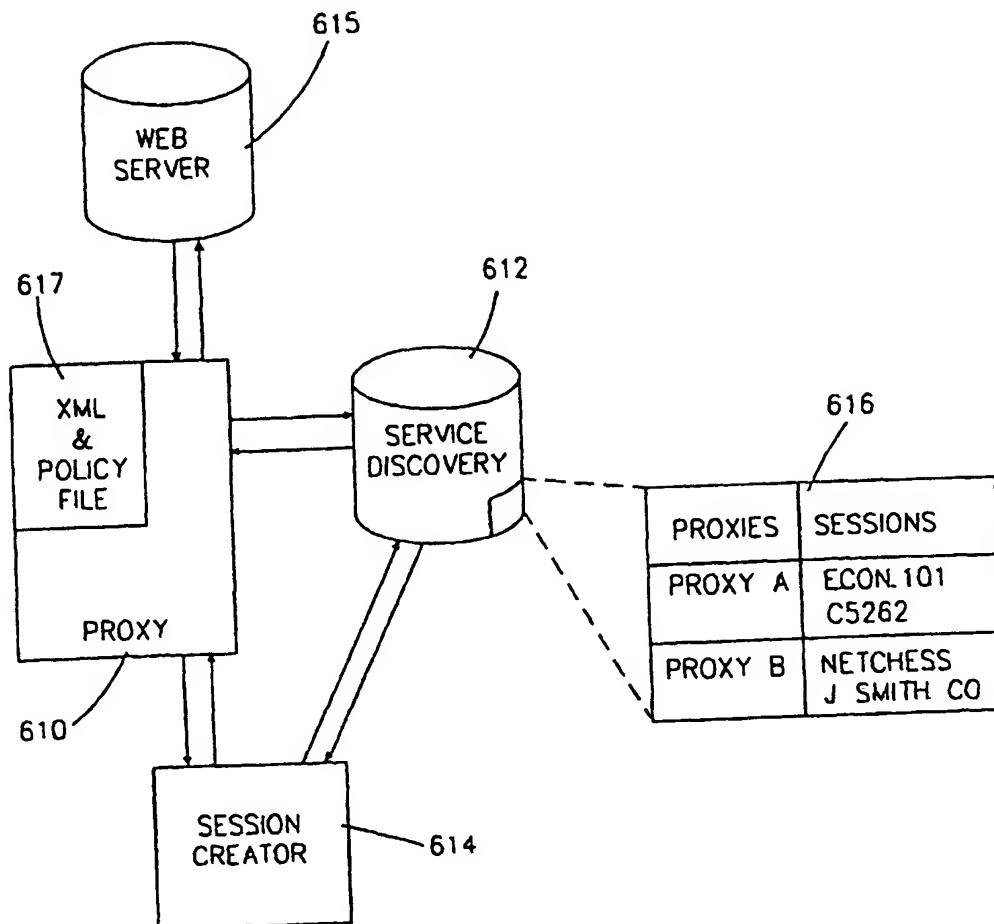 615
WEB
SERVER
617
612
XML
&
POLICY
FILE
SERVICE
DISCOVERY
616
PROXIES SESSIONS
PROXY A ECON.101
C5262
PROXY B NETCHESS
J SMITH CO
PROXY
610
SESSION
CREATOR
614